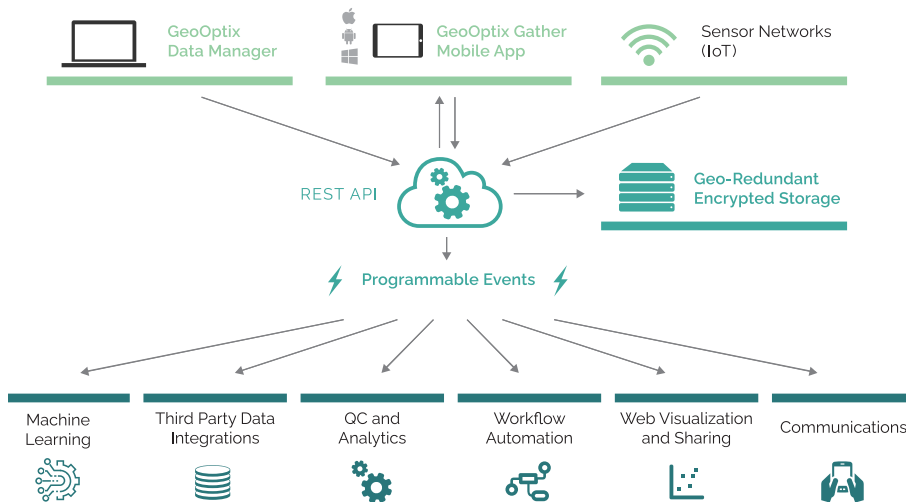 GeoOptix
Data Manager
GeoOptix Gather
Mobile App
Sensor Networks
(IoT)
REST API
Geo-Redundant
Encrypted Storage
Programmable Events
Machine
Learning
Third Party Data
Integrations
QC and
Analytics
Workflow
Automation
Web Visualization
and Sharing
Communications